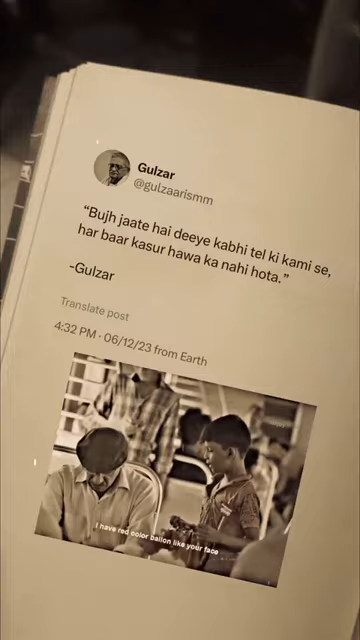 Gulzar
@gulzaarismm
“Bujh jaate hai deeye kabhi tel ki kami se,
har baar kasur hawa ka nahi hota.”
-Gulzar
Translate post
4:32 PM · 06/12/23 from Earth
I have red color ballon like your face